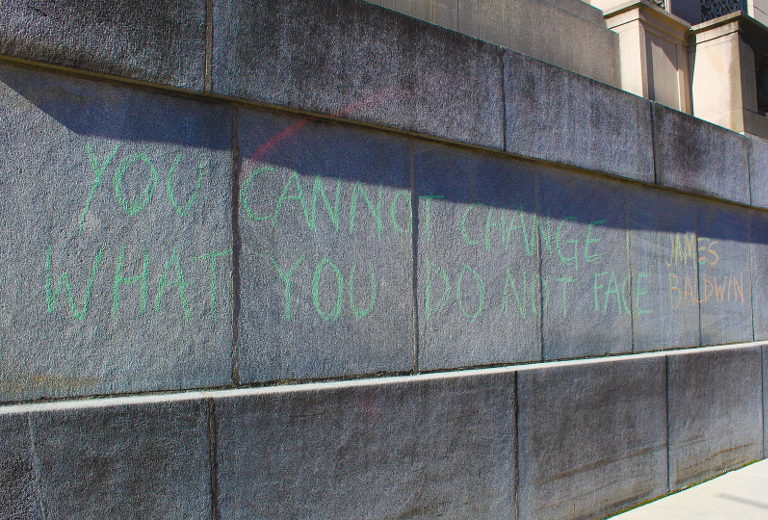 YOU CANNOT CHANGE
WHAT YOU DO NOT FACE
JAMES
BALDWIN